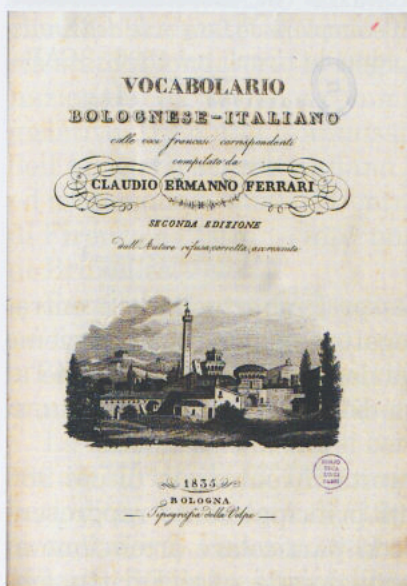 VOCABOLARIO
BOLOGNESE-ITALIANO
colle voci francesi corrispondenti
compilato da
CLAUDIO ERMANNO FERRARI
SECONDA EDIZIONE
dall'Autore rifusa, corretta, accresciuta
1835
BOLOGNA
Tipografia della Volpe